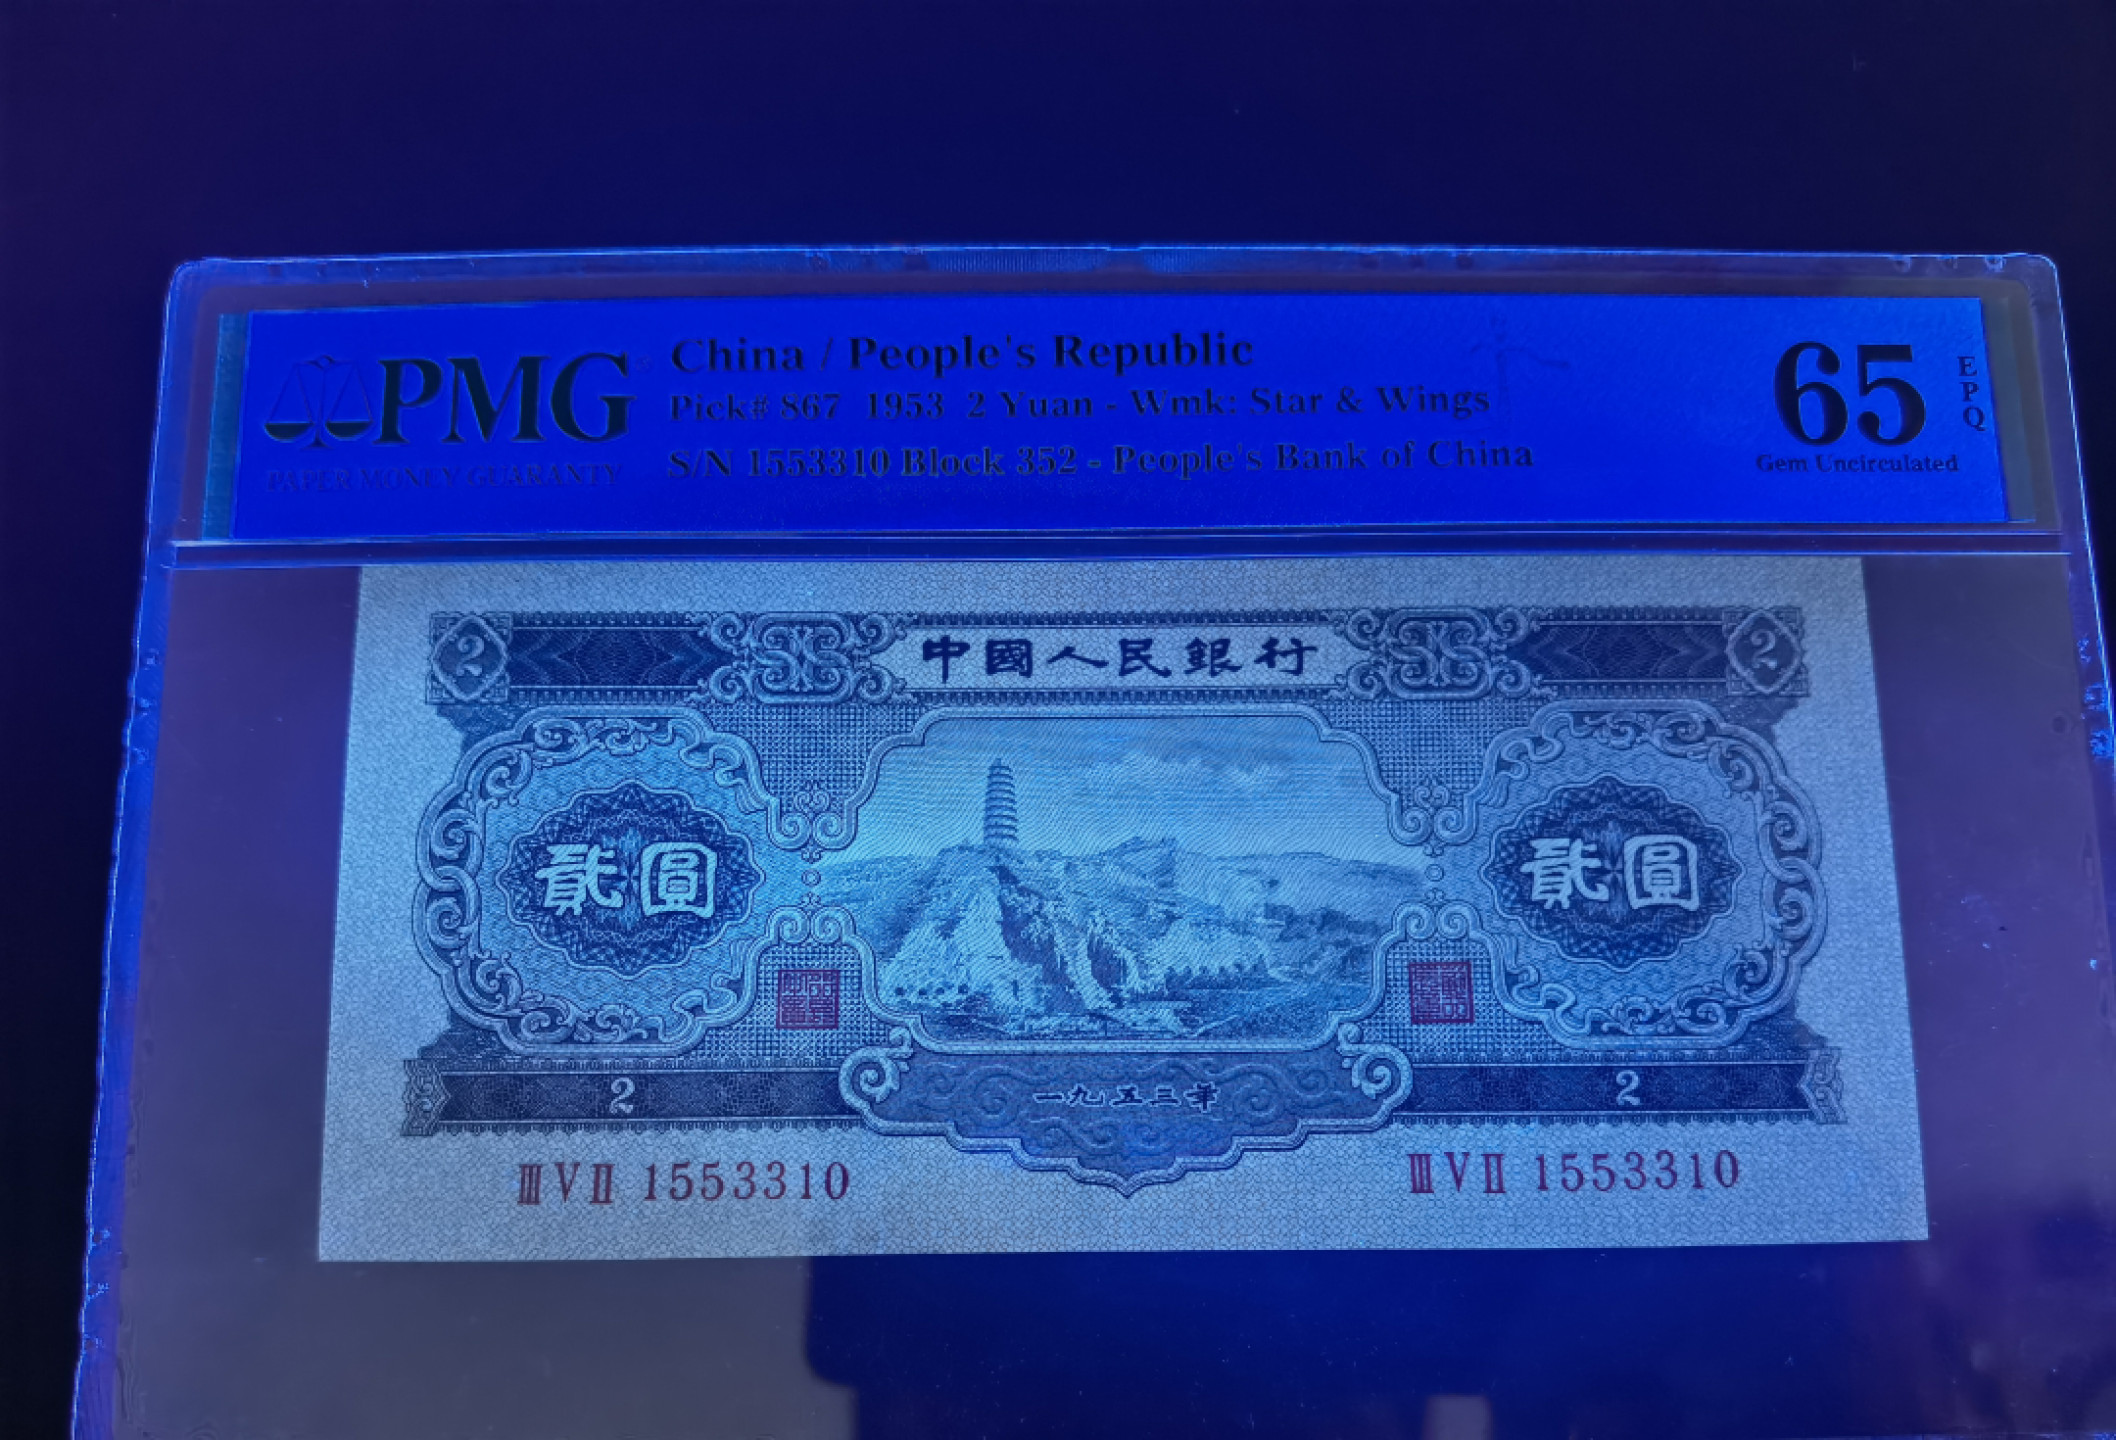 PMG
PAPER MONEY GUARANTY
China / People's Republic
Pick# 867 1953 2 Yuan - Wmk: Star & Wings
S/N 1553310 Block 352 - People's Bank of China
65 EPQ
Gem Uncirculated
2 中國人民銀行 2
貳圓 貳圓
2 一九五三年 2
ⅢⅤⅡ 1553310 ⅢⅤⅡ 1553310